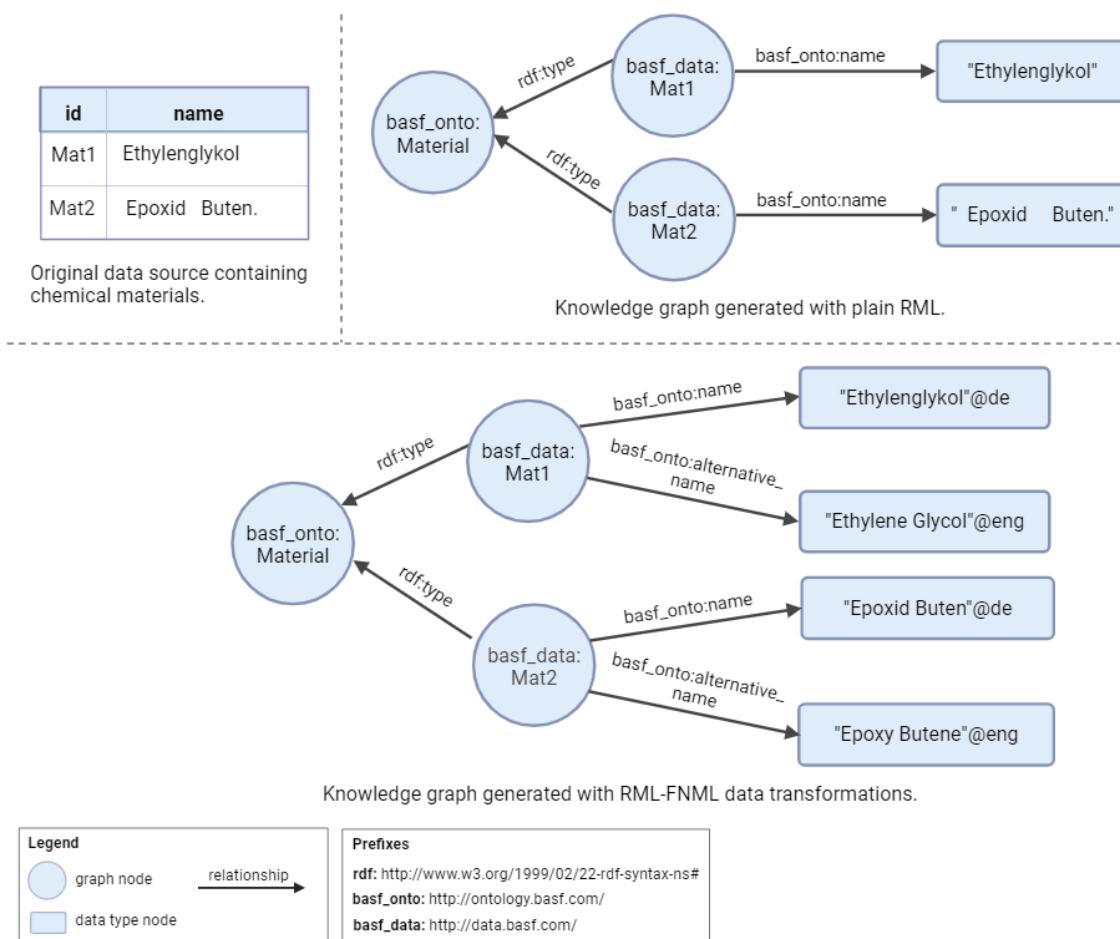 id name
Mat1 Ethylenglykol
Mat2 Epoxid Buten.
Original data source containing
chemical materials.
basf_onto:
Material
rdf:type
rdf:type
basf_data:
Mat1
basf_data:
Mat2
basf_onto:name
basf_onto:name
"Ethylenglykol"
" Epoxid Buten."
Knowledge graph generated with plain RML.
basf_onto:
Material
rdf:type
rdf:type
basf_data:
Mat1
basf_onto:name
"Ethylenglykol"@de
basf_onto:alternative_
name
"Ethylene Glycol"@eng
basf_data:
Mat2
basf_onto:name
"Epoxid Buten"@de
basf_onto:alternative_
name
"Epoxy Butene"@eng
Knowledge graph generated with RML-FNML data transformations.
Legend
graph node
relationship
data type node
Prefixes
rdf: http://www.w3.org/1999/02/22-rdf-syntax-ns#
basf_onto: http://ontology.basf.com/
basf_data: http://data.basf.com/